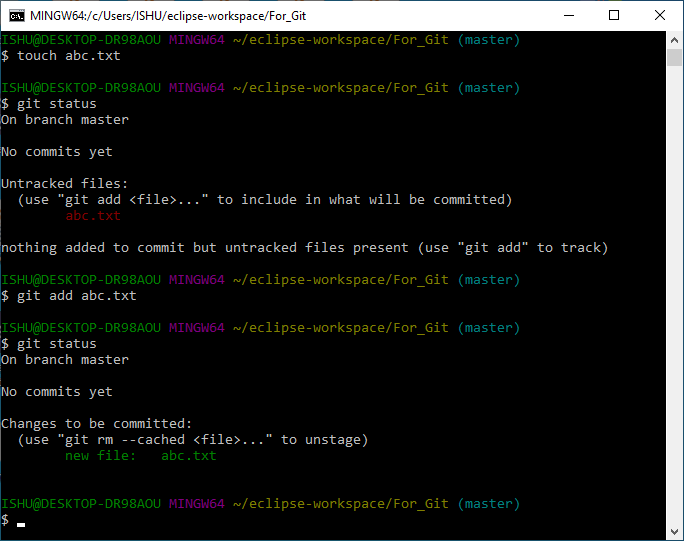 MINGW64:/c/Users/ISHU/eclipse-workspace/For_Git
ISHU@DESKTOP-DR98AOU MINGW64 ~/eclipse-workspace/For_Git (master)
$ touch abc.txt
ISHU@DESKTOP-DR98AOU MINGW64 ~/eclipse-workspace/For_Git (master)
$ git status
On branch master
No commits yet
Untracked files:
  (use "git add <file>..." to include in what will be committed)
        abc.txt
nothing added to commit but untracked files present (use "git add" to track)
ISHU@DESKTOP-DR98AOU MINGW64 ~/eclipse-workspace/For_Git (master)
$ git add abc.txt
ISHU@DESKTOP-DR98AOU MINGW64 ~/eclipse-workspace/For_Git (master)
$ git status
On branch master
No commits yet
Changes to be committed:
  (use "git rm --cached <file>..." to unstage)
        new file:   abc.txt
ISHU@DESKTOP-DR98AOU MINGW64 ~/eclipse-workspace/For_Git (master)
$